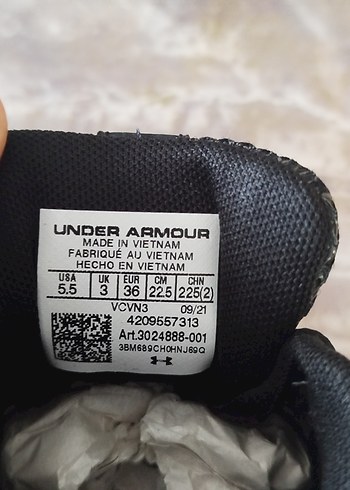 UNDER ARMOUR
MADE IN VIETNAM
FABRIQUÉ AU VIETNAM
HECHO EN VIETNAM
USA UK EUR CM CHN
5.5 3 36 22.5 225(2)
VCVN3 09/21
4209557313
Art.3024888-001
3BM689CH0HNJ69Q